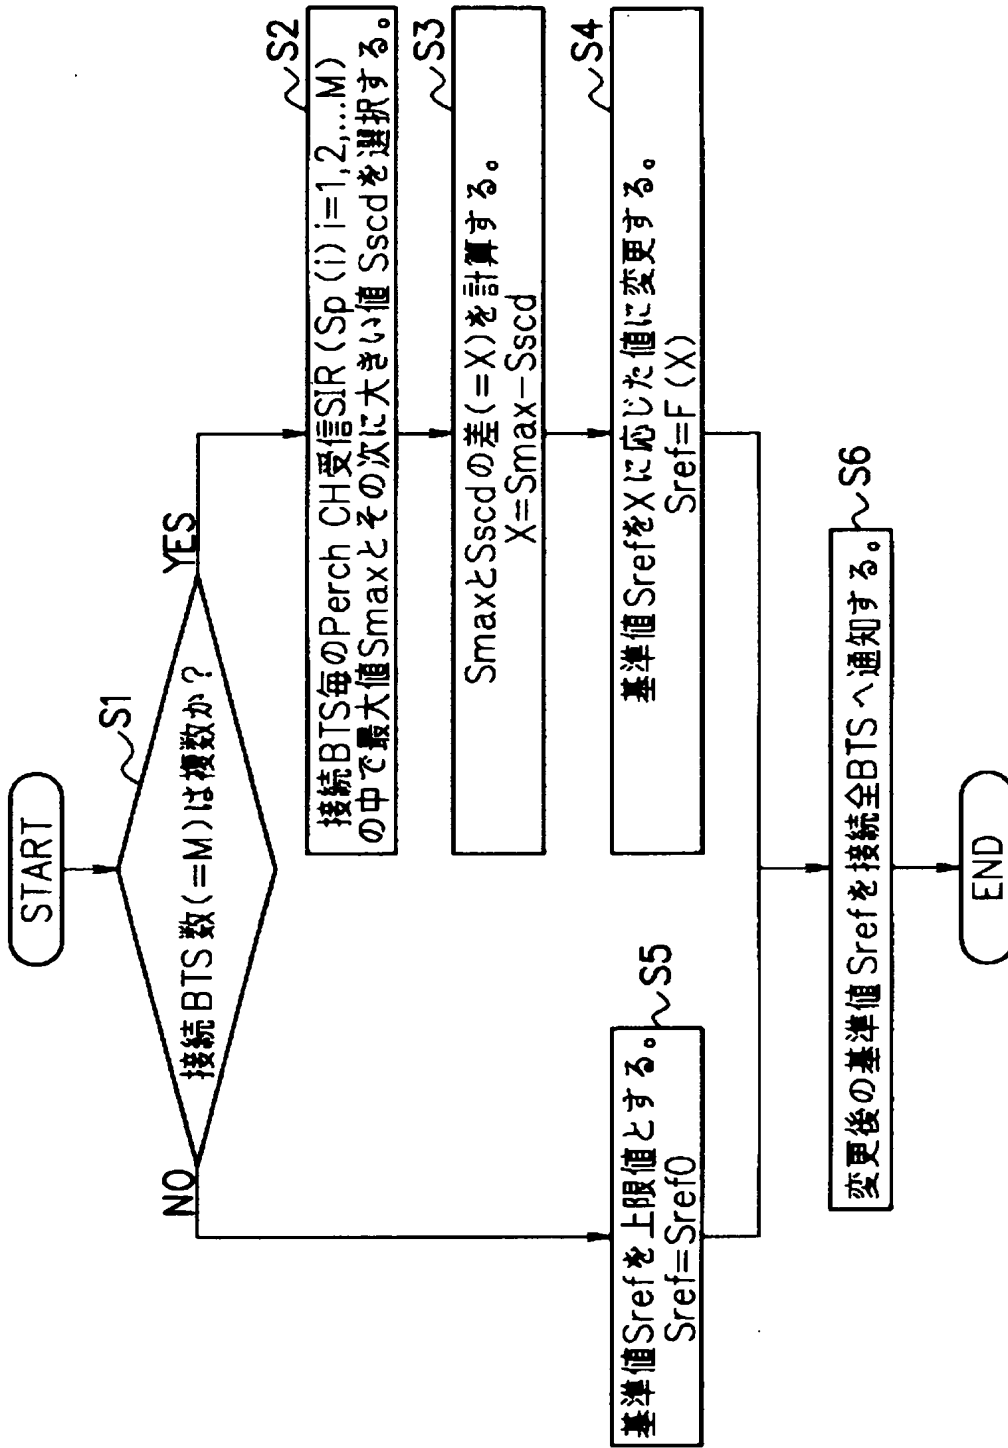 START
S1
接続BTS数(=M)は複数か?
YES
NO
S2
接続BTS毎のPerch CH受信SIR(Sp(i) i=1,2,...M)
の中で最大値Smaxとその次に大きい値Sscdを選択する。
S3
SmaxとSscdの差(=X)を計算する。
X=Smax-Sscd
S4
基準値SrefをXに応じた値に変更する。
Sref=F(X)
S5
基準値Srefを上限値とする。
Sref=Sref0
S6
変更後の基準値Srefを接続全BTSへ通知する。
END